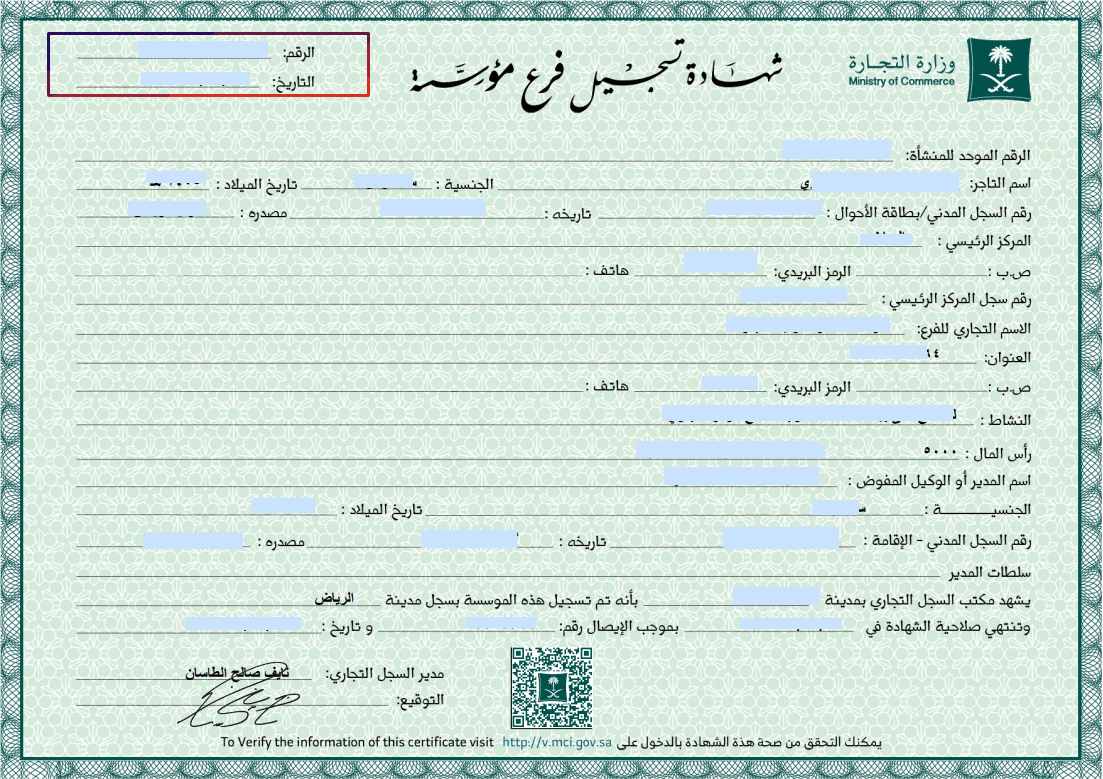 وزارة التجارة
Ministry of Commerce
شهادة تسجيل فرع مؤسسة
الرقم:
التاريخ:
الرقم الموحد للمنشأة:
اسم التاجر: الجنسية : تاريخ الميلاد :
رقم السجل المدني/بطاقة الأحوال : تاريخه : مصدره :
المركز الرئيسي :
ص.ب : الرمز البريدي: هاتف :
رقم سجل المركز الرئيسي :
الاسم التجاري للفرع:
العنوان:
ص.ب : الرمز البريدي: هاتف :
النشاط :
رأس المال : ٥٠٠٠
اسم المدير أو الوكيل المفوض :
الجنسيــــــــــة : تاريخ الميلاد :
رقم السجل المدني - الإقامة : تاريخه : مصدره :
سلطات المدير
يشهد مكتب السجل التجاري بمدينة بأنه تم تسجيل هذه الموسسة بسجل مدينة الرياض
وتنتهي صلاحية الشهادة في بموجب الإيصال رقم: و تاريخ :
مدير السجل التجاري: نايف صالح الطاسان
التوقيع:
يمكنك التحقق من صحة هذة الشهادة بالدخول على http://v.mci.gov.sa To Verify the information of this certificate visit